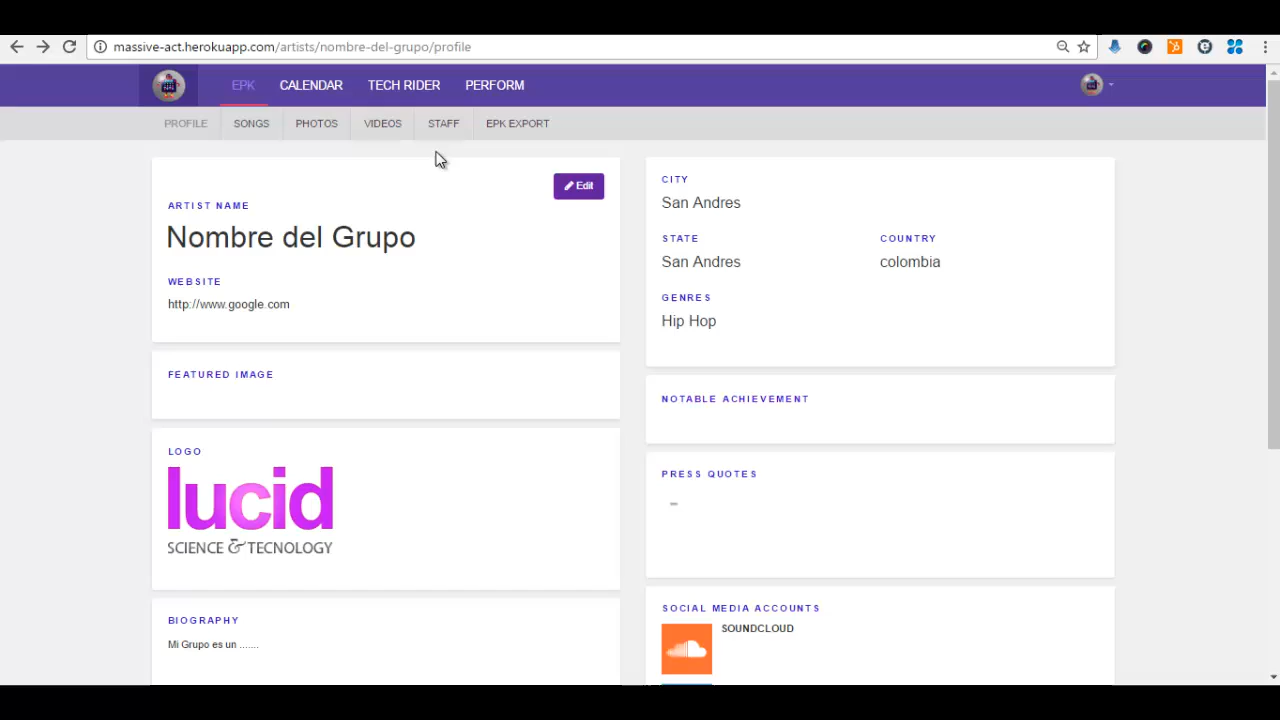 massive-act.herokuapp.com/artists/nombre-del-grupo/profile
EPK CALENDAR TECH RIDER PERFORM
PROFILE SONGS PHOTOS VIDEOS STAFF EPK EXPORT
Edit
ARTIST NAME
Nombre del Grupo
WEBSITE
http://www.google.com
FEATURED IMAGE
LOGO
lucid
SCIENCE & TECNOLOGY
BIOGRAPHY
Mi Grupo es un .......
CITY
San Andres
STATE COUNTRY
San Andres colombia
GENRES
Hip Hop
NOTABLE ACHIEVEMENT
PRESS QUOTES
–
SOCIAL MEDIA ACCOUNTS
SOUNDCLOUD